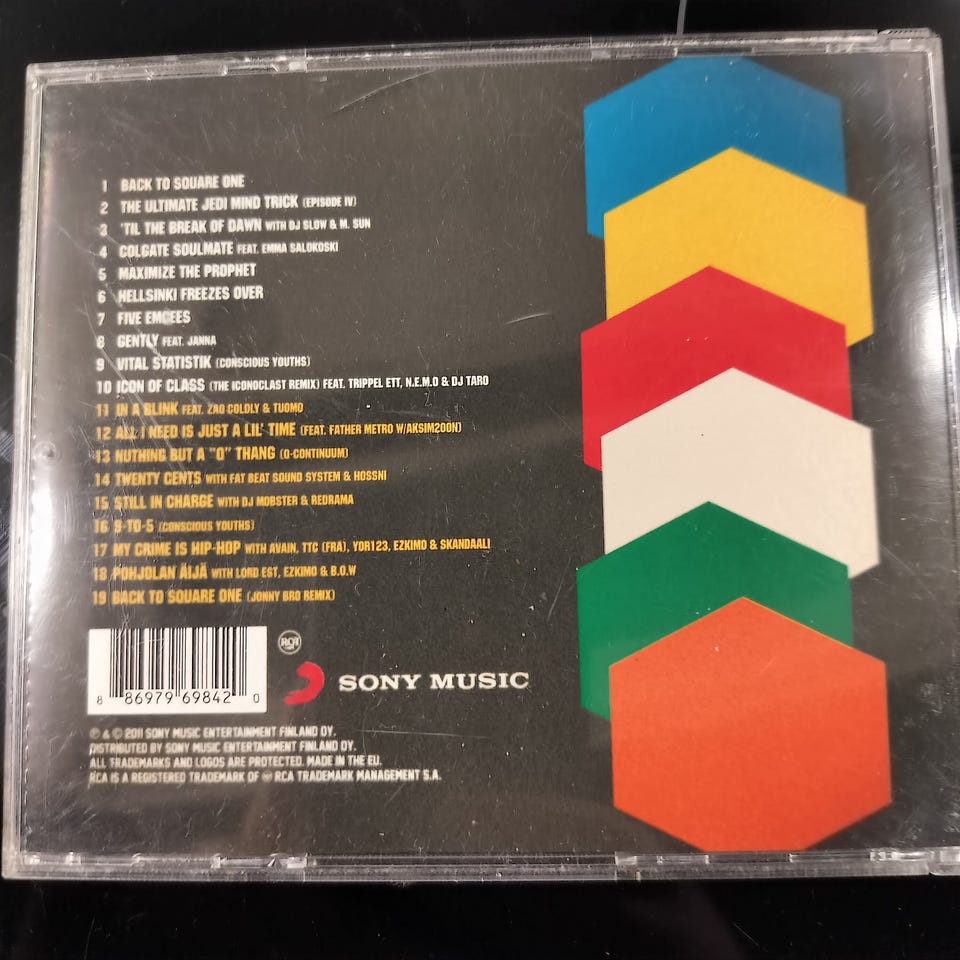 1 BACK TO SQUARE ONE
2 THE ULTIMATE JEDI MIND TRICK (EPISODE IV)
3 'TIL THE BREAK OF DAWN WITH DJ SLOW & M. SUN
4 COLGATE SOULMATE FEAT. EMMA SALOKOSKI
5 MAXIMIZE THE PROPHET
6 HELLSINKI FREEZES OVER
7 FIVE EMCEES
8 GENTLY FEAT. JANNA
9 VITAL STATISTIK (CONSCIOUS YOUTHS)
10 ICON OF CLASS (THE ICONOCLAST REMIX) FEAT. TRIPPEL ETT, N.E.M.O & DJ TARO
11 IN A BLINK FEAT. ZAO COLDLY & TUOMO
12 ALL I NEED IS JUST A LIL' TIME (FEAT. FATHER METRO W/AKSIM2OON)
13 NUTHING BUT A "Q" THANG (Q-CONTINUUM)
14 TWENTY CENTS WITH FAT BEAT SOUND SYSTEM & HOSSNI
15 STILL IN CHARGE WITH DJ MOBSTER & REDRAMA
16 9-TO-5 (CONSCIOUS YOUTHS)
17 MY CRIME IS HIP-HOP WITH AVAIN, TTC (FRA), YOR123, EZKIMO & SKANDAALI
18 POHJOLAN ÄIJÄ WITH LORD EST, EZKIMO & B.O.W
19 BACK TO SQUARE ONE (JONNY BRO REMIX)
RCA
SONY MUSIC
8 86979 69842 0
℗ & © 2011 SONY MUSIC ENTERTAINMENT FINLAND OY.
DISTRIBUTED BY SONY MUSIC ENTERTAINMENT FINLAND OY.
ALL TRADEMARKS AND LOGOS ARE PROTECTED. MADE IN THE EU.
RCA IS A REGISTERED TRADEMARK OF RCA TRADEMARK MANAGEMENT S.A.